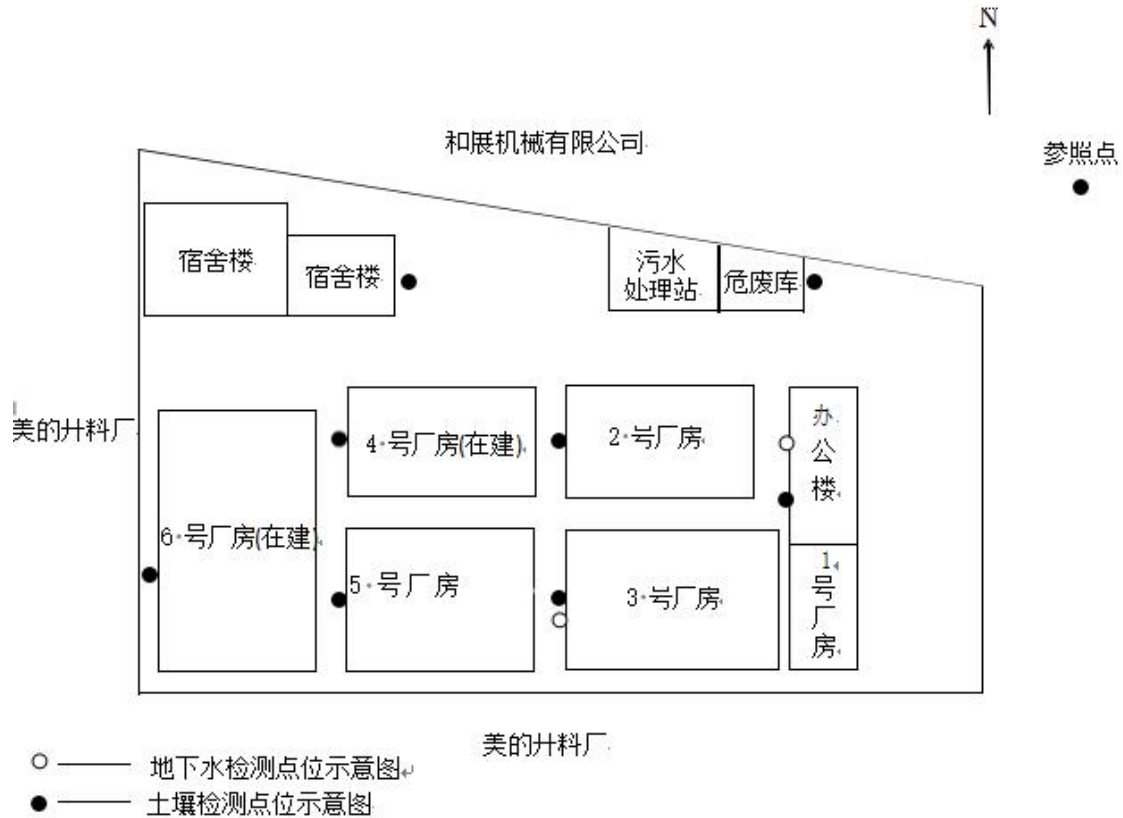 N
和展机械有限公司
参照点
宿舍楼
宿舍楼
污水
处理站
危废库
美的廾料厂
4 号厂房(在建)
2 号厂房
办
公
楼
6 号厂房(在建)
5 号厂房
3 号厂房
1
号
厂
房
美的廾料厂
地下水检测点位示意图
土壤检测点位示意图